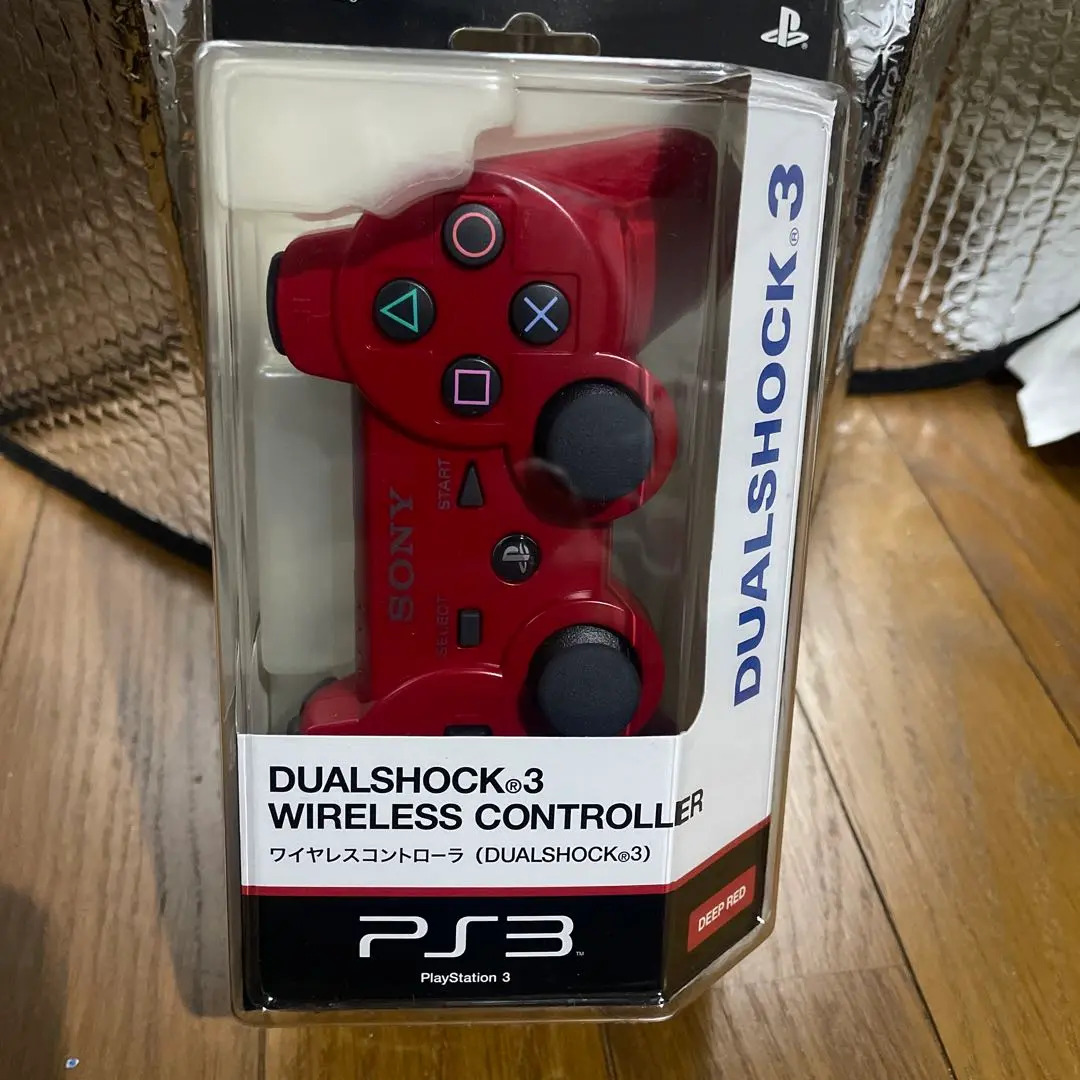 DUALSHOCK®3
START
SONY
SELECT
DUALSHOCK®3
WIRELESS CONTROLLER
ワイヤレスコントローラ (DUALSHOCK®3)
DEEP RED
PS3™
PlayStation 3